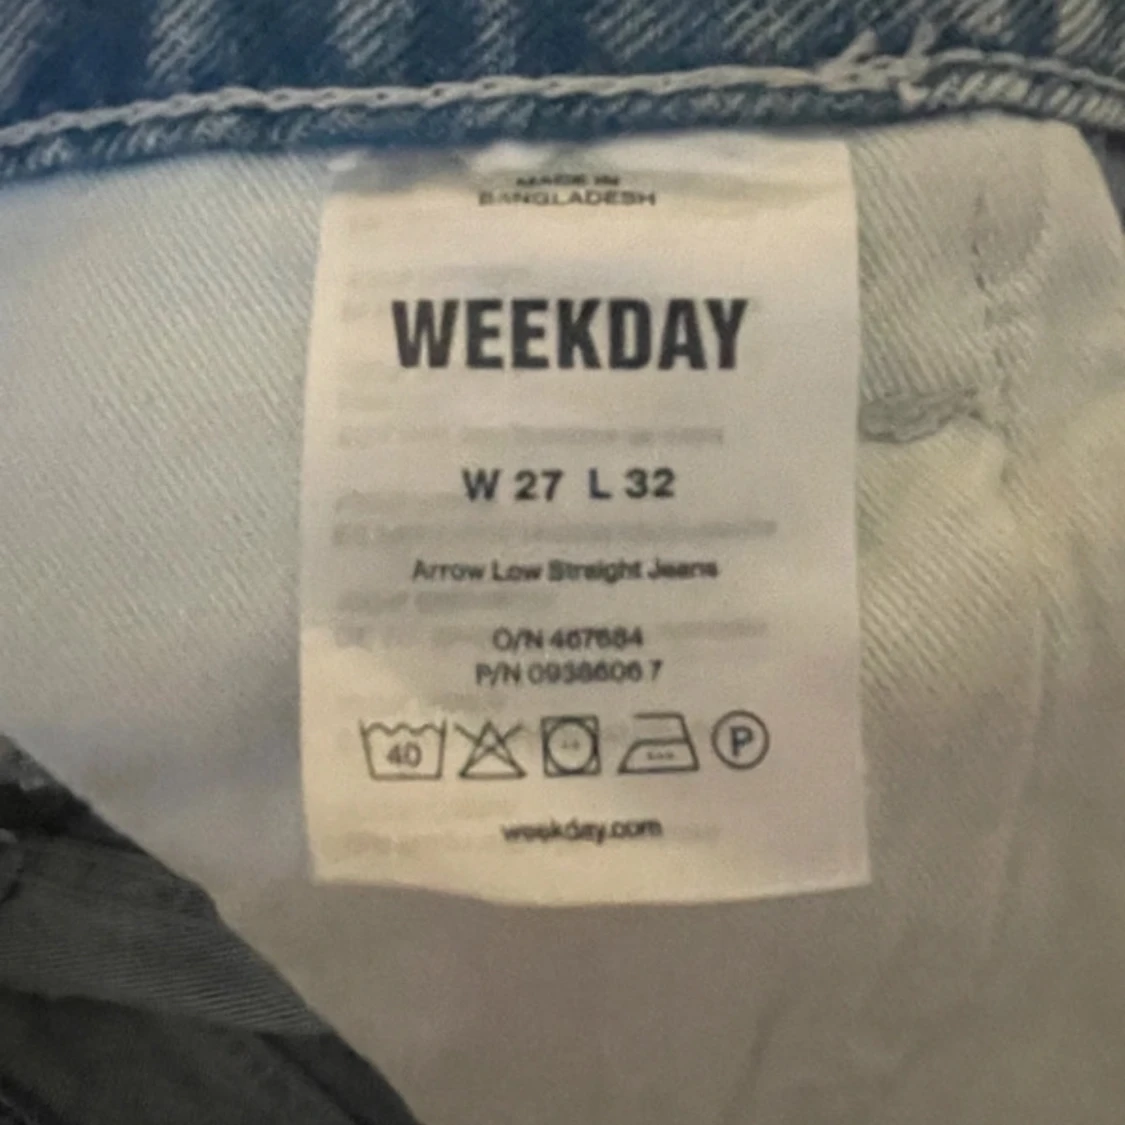 MADE IN
BANGLADESH
WEEKDAY
W 27 L 32
Arrow Low Straight Jeans
O/N 467684
P/N 0938606 7
40
P
weekday.com